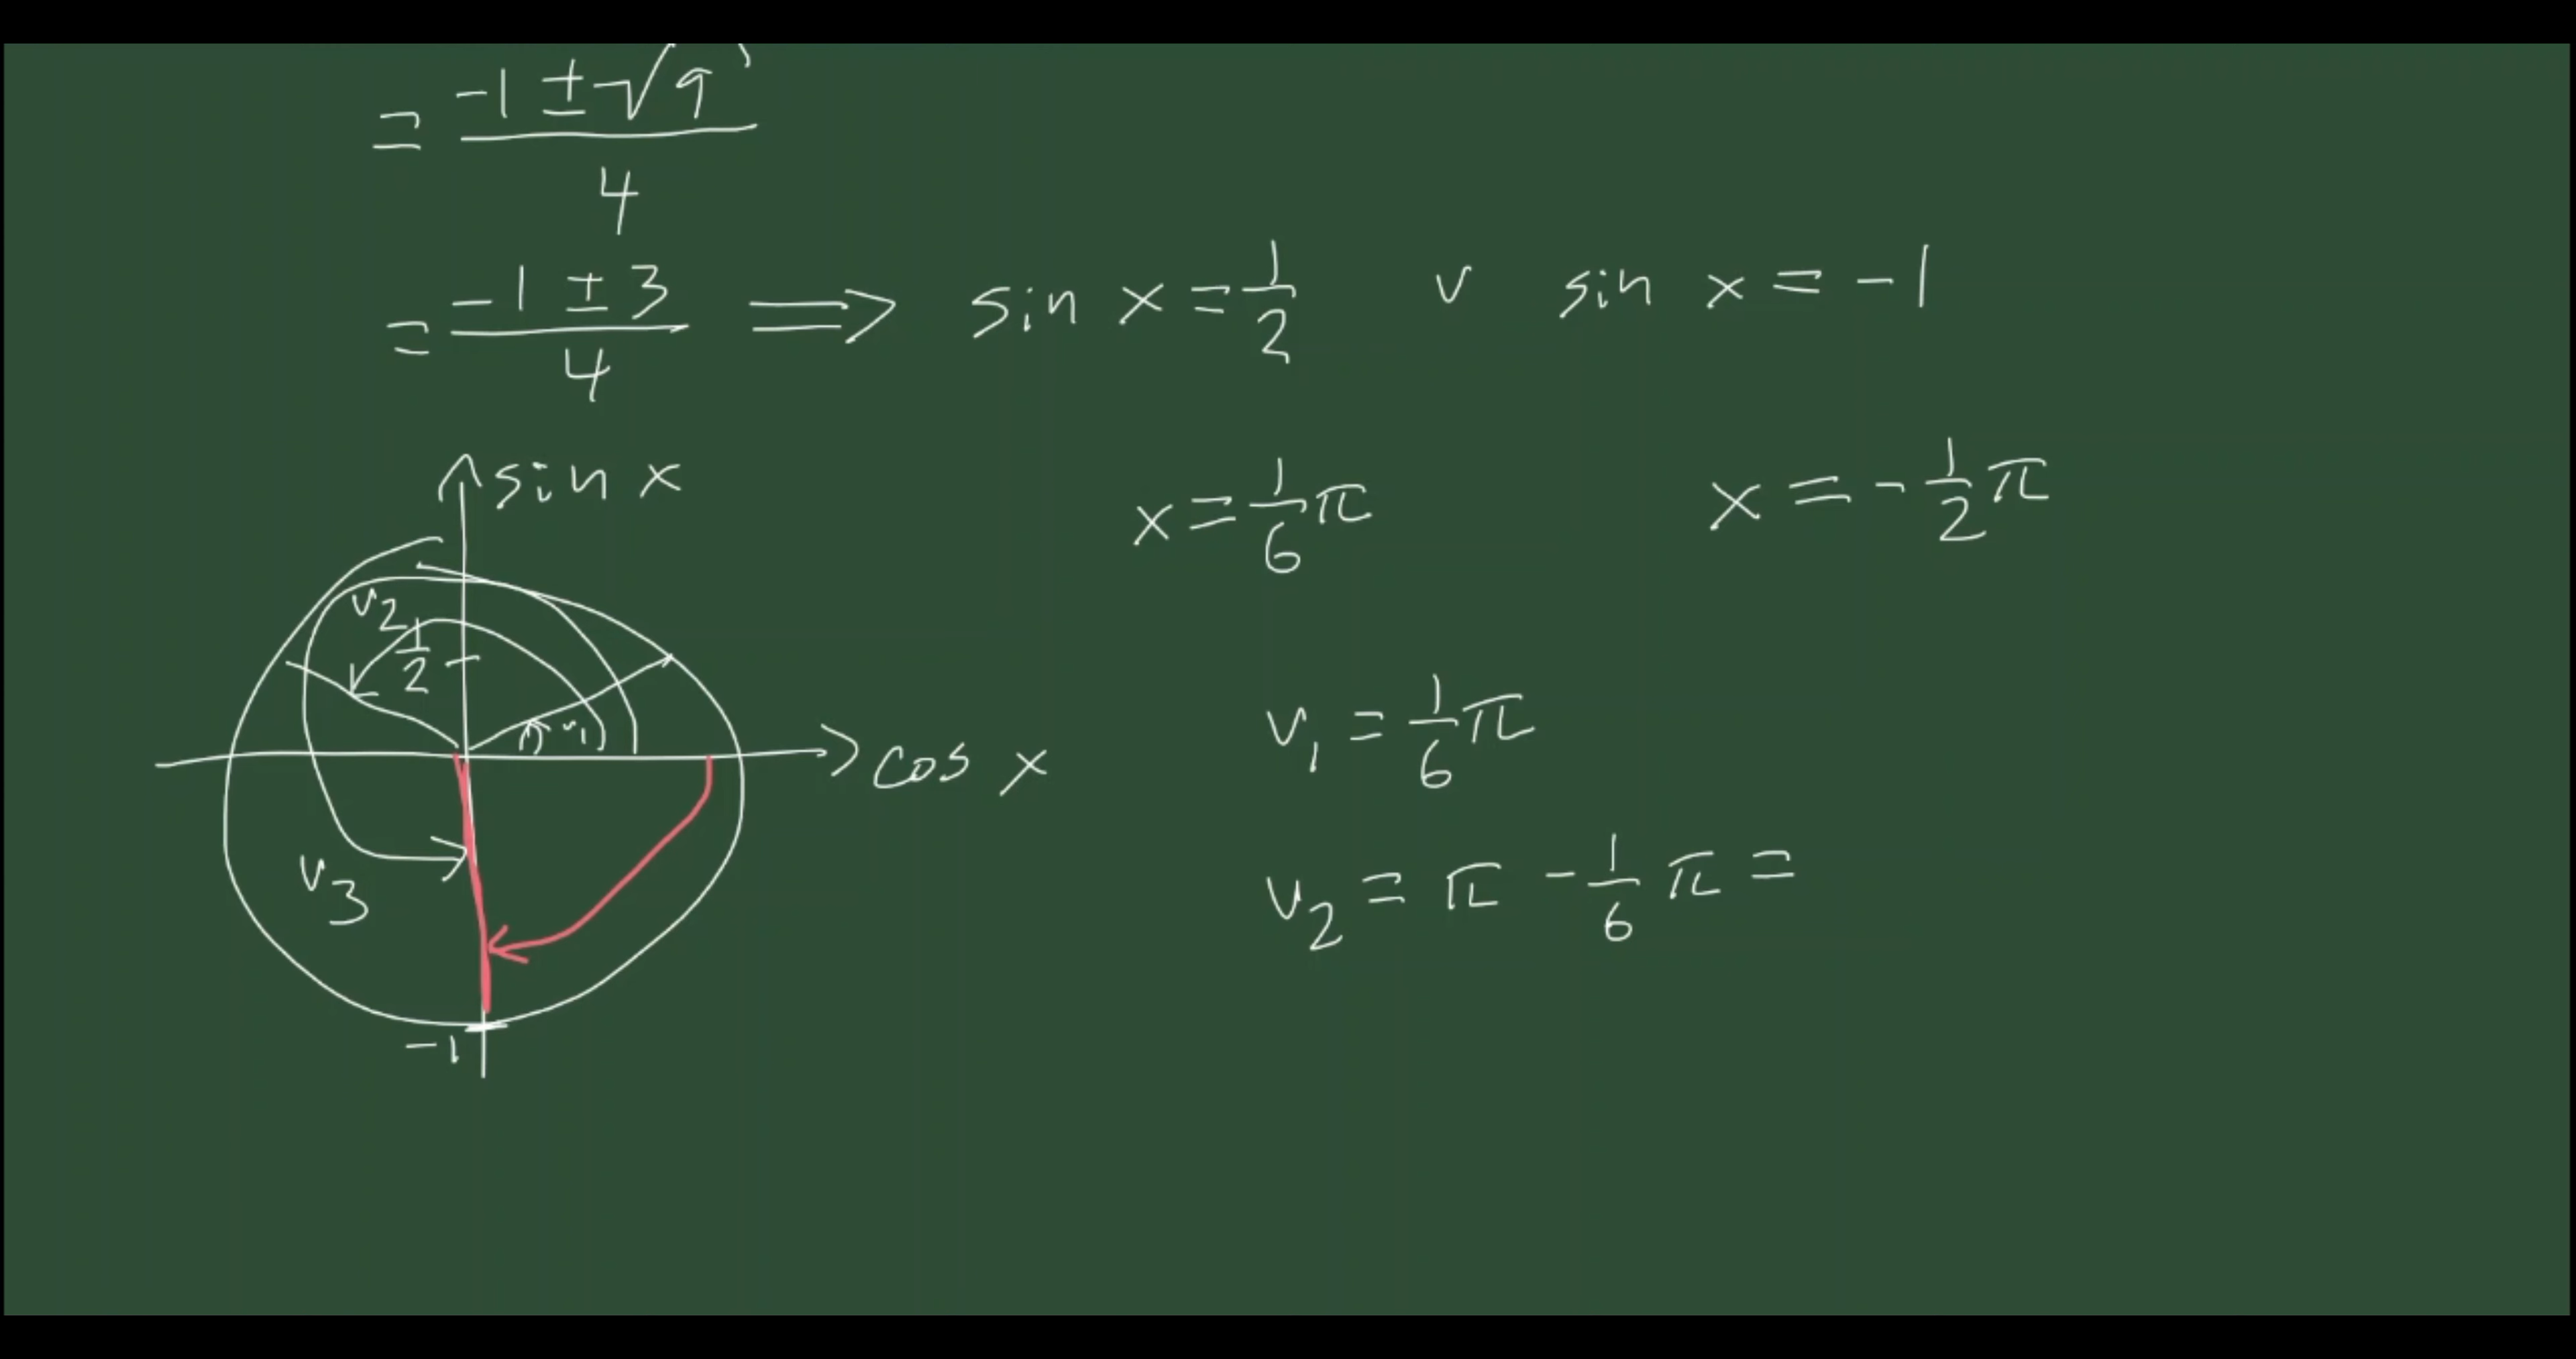 = (-1 ± √9) / 4
= (-1 ± 3) / 4 ⟹ sin x = 1/2 v sin x = -1
sin x
x = 1/6 π
x = -1/2 π
v2
1/2
v1
cos x
v3
-1
v1 = 1/6 π
v2 = π - 1/6 π =